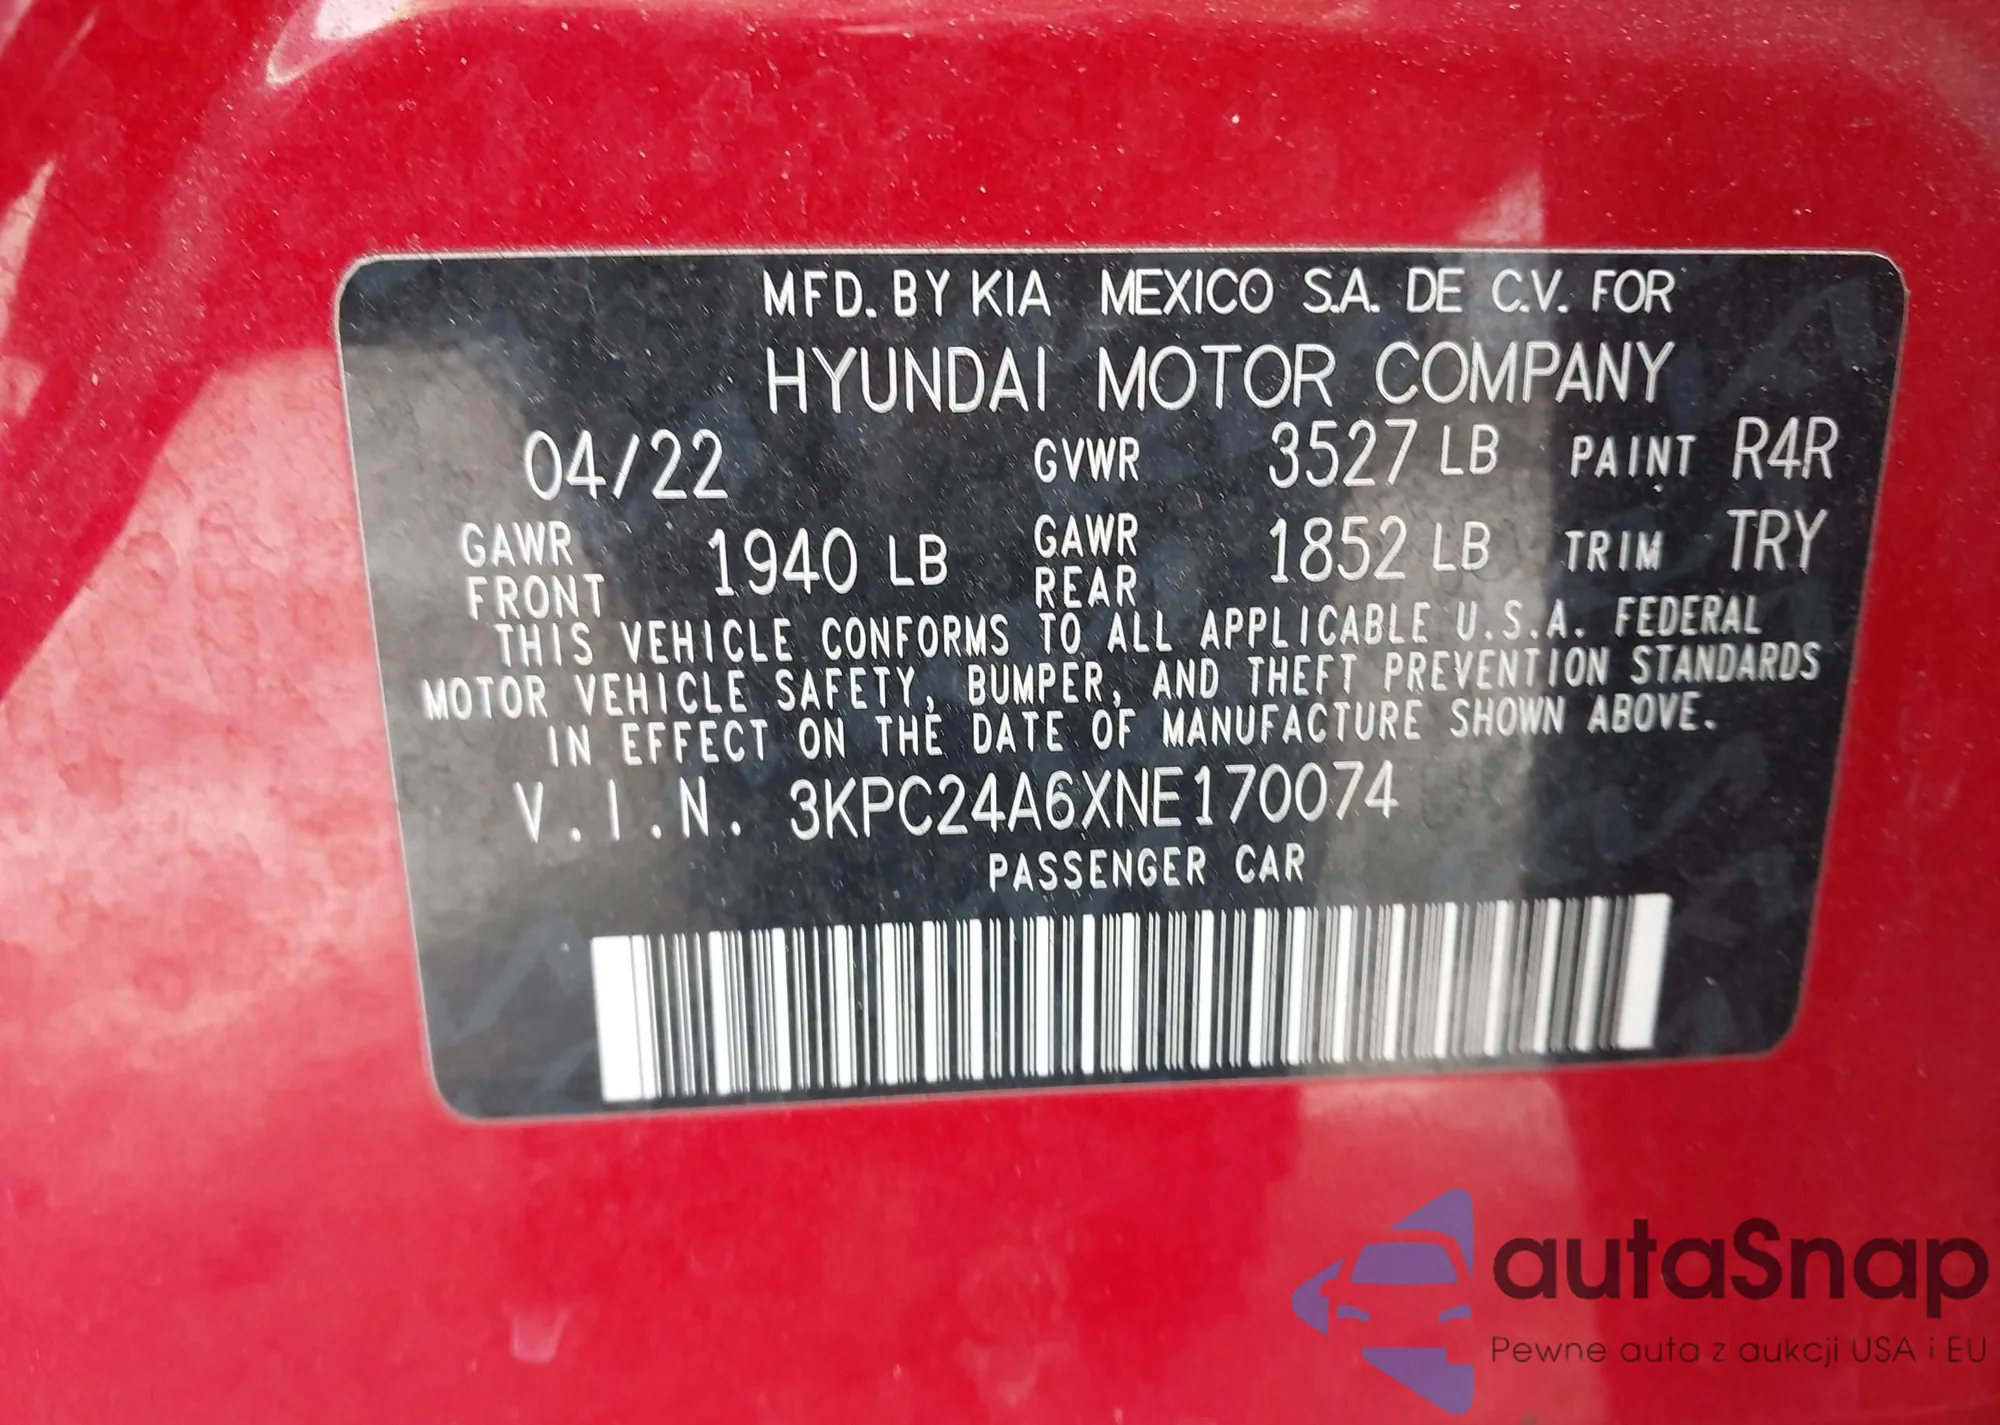 MFD. BY KIA MEXICO S.A. DE C.V. FOR
HYUNDAI MOTOR COMPANY
04/22 GVWR 3527 LB PAINT R4R
GAWR FRONT 1940 LB GAWR REAR 1852 LB TRIM TRY
THIS VEHICLE CONFORMS TO ALL APPLICABLE U.S.A. FEDERAL
MOTOR VEHICLE SAFETY, BUMPER, AND THEFT PREVENTION STANDARDS
IN EFFECT ON THE DATE OF MANUFACTURE SHOWN ABOVE.
V.I.N. 3KPC24A6XNE170074
PASSENGER CAR
autaSnap
Pewne auta z aukcji USA i EU